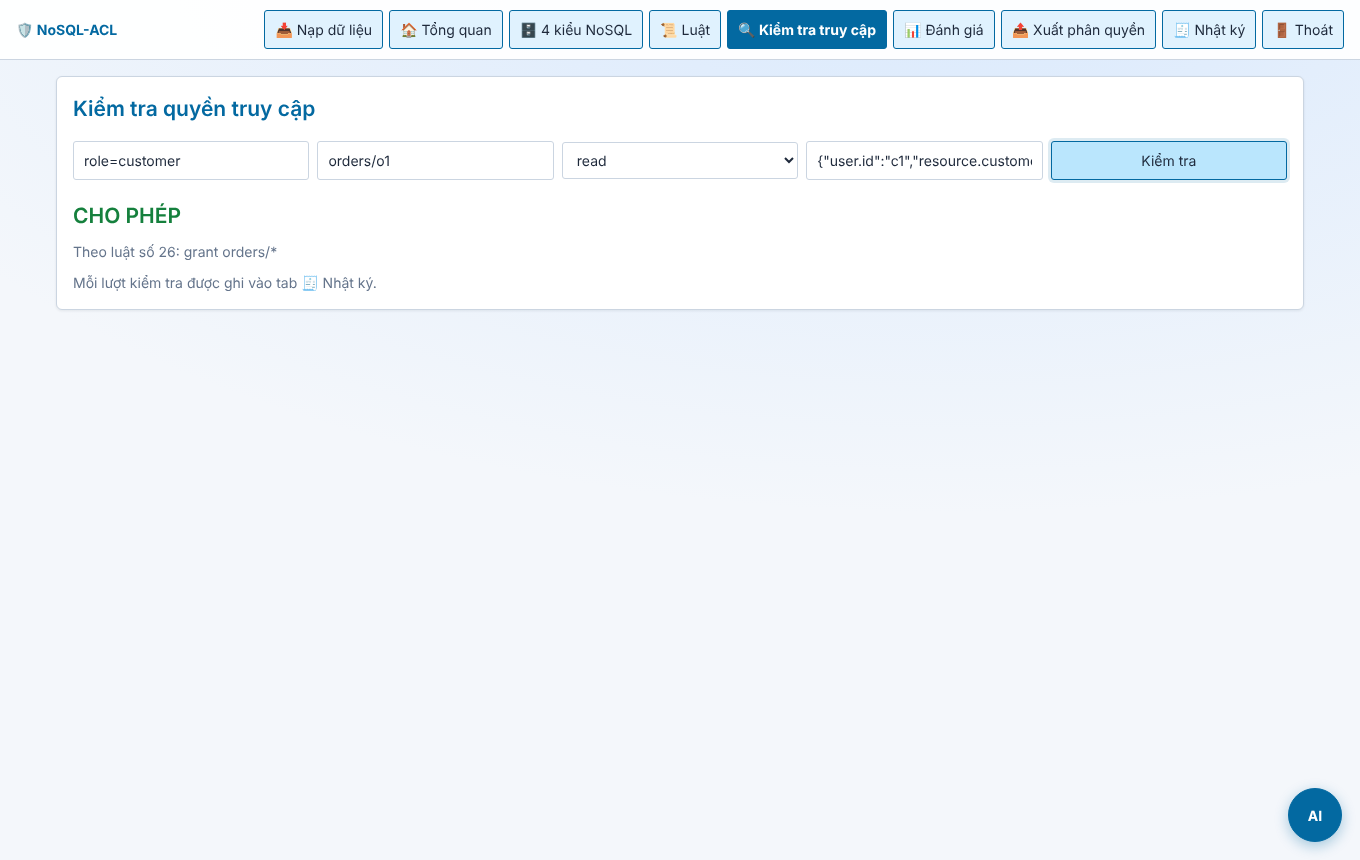 🛡️ NoSQL-ACL
📥 Nạp dữ liệu
🏠 Tổng quan
🗄️ 4 kiểu NoSQL
📜 Luật
🔍 Kiểm tra truy cập
📊 Đánh giá
📤 Xuất phân quyền
🧾 Nhật ký
🚪 Thoát
Kiểm tra quyền truy cập
role=customer
orders/o1
read
{"user.id":"c1","resource.custom
Kiểm tra
CHO PHÉP
Theo luật số 26: grant orders/*
Mỗi lượt kiểm tra được ghi vào tab 🧾 Nhật ký.
AI